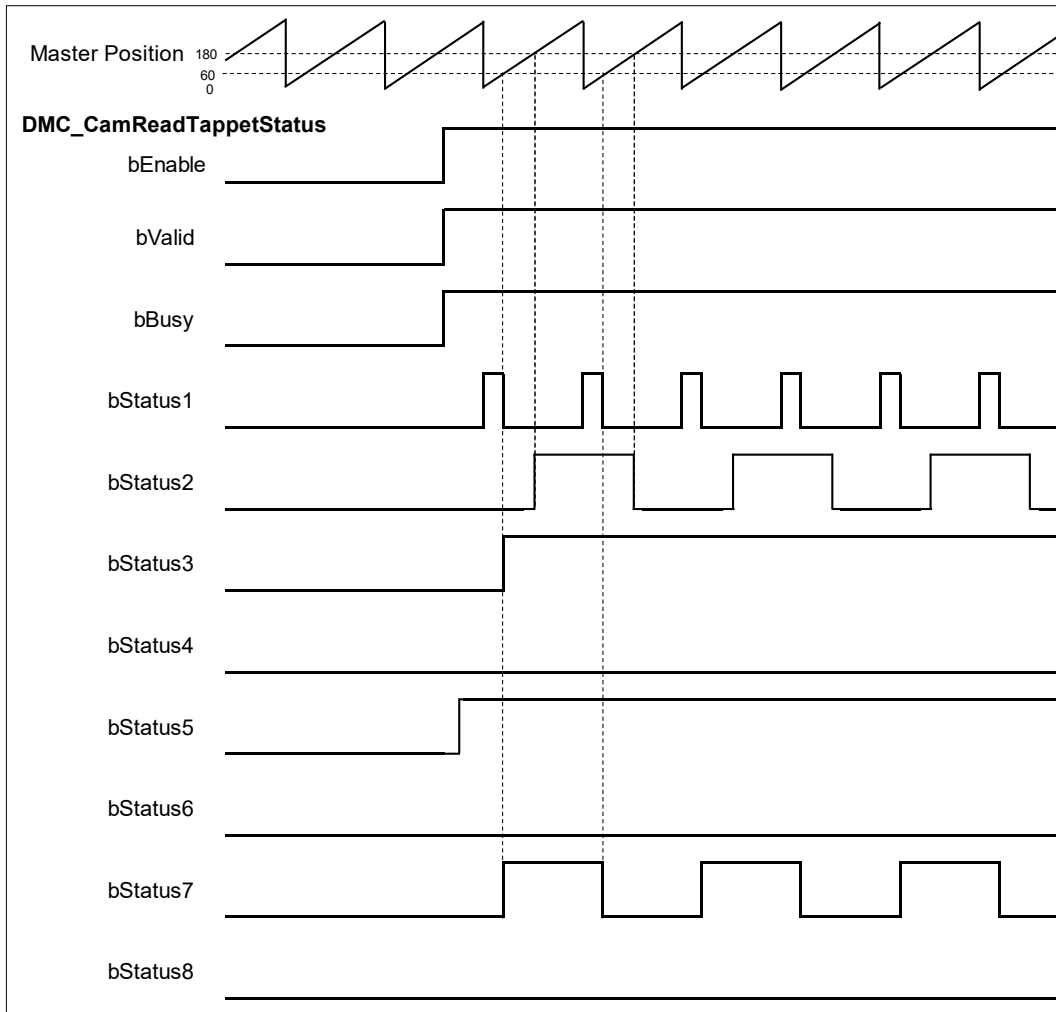 Master Position
180
60
0
DMC_CamReadTappetStatus
bEnable
bValid
bBusy
bStatus1
bStatus2
bStatus3
bStatus4
bStatus5
bStatus6
bStatus7
bStatus8